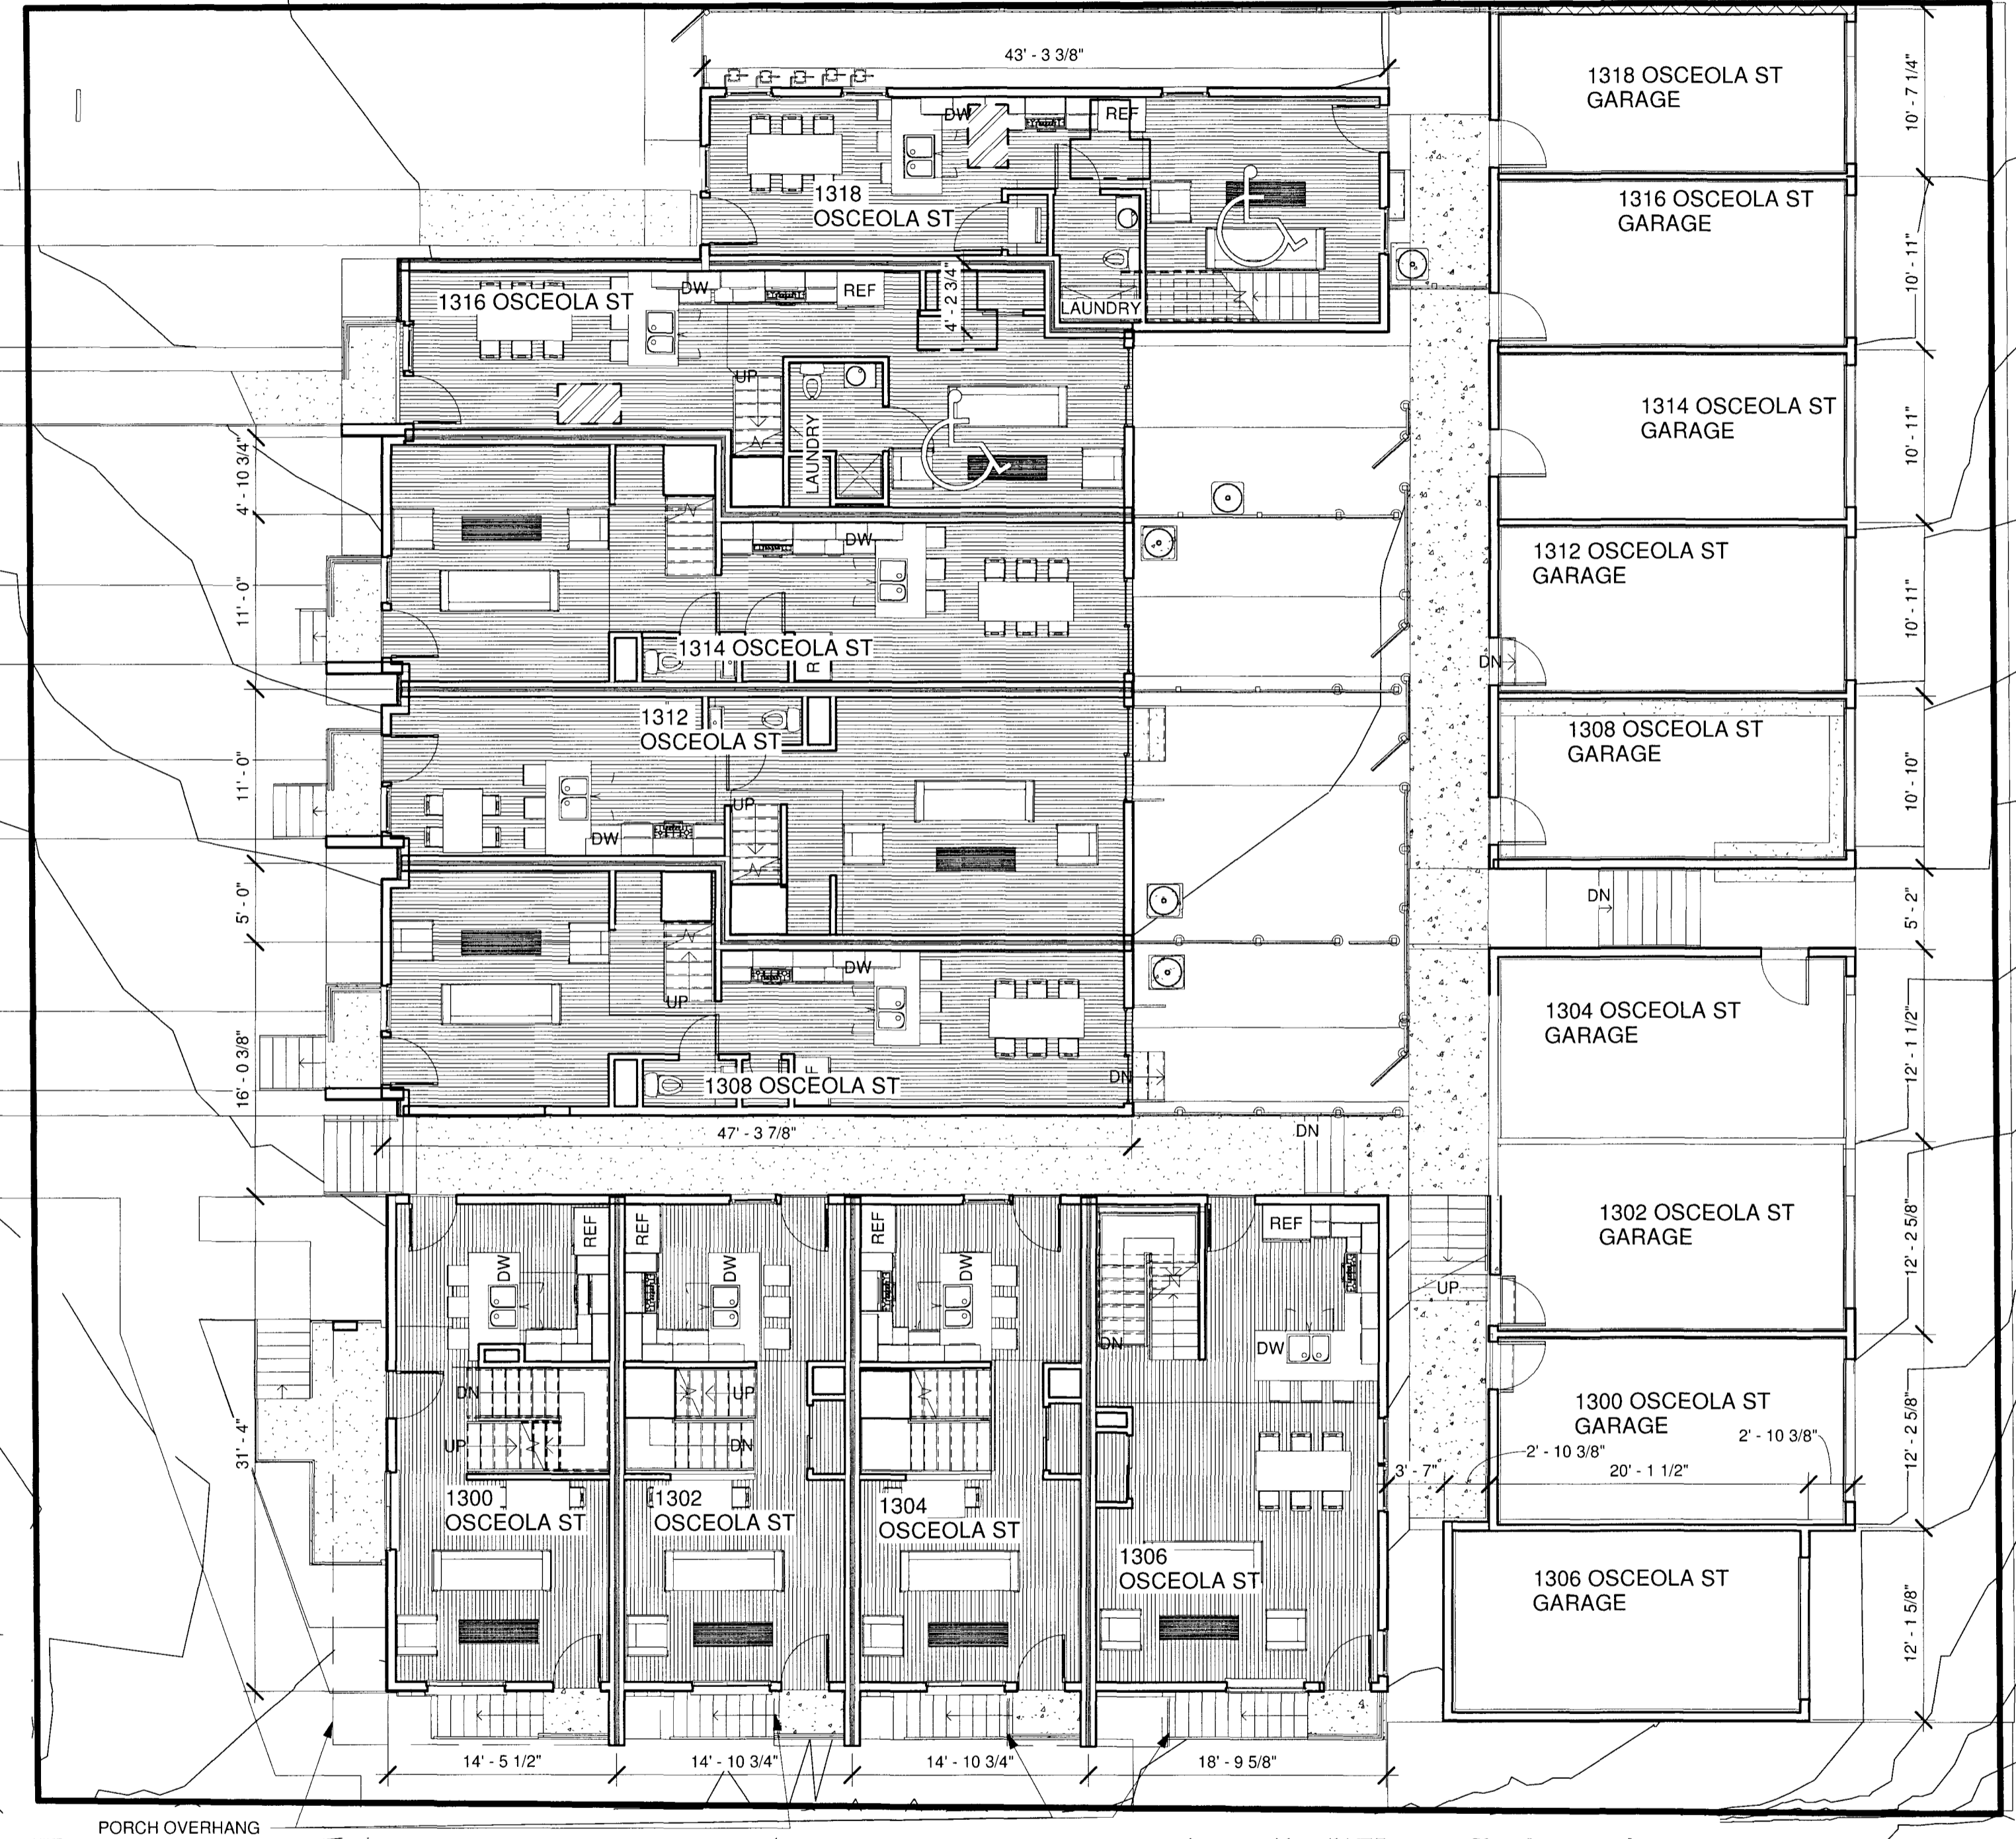 43' - 3 3/8"
1318 OSCEOLA ST
GARAGE
10' - 7 1/4"
DW
REF
1318
OSCEOLA ST
1316 OSCEOLA ST
GARAGE
10' - 11"
LAUNDRY
4' - 2 3/4"
1316 OSCEOLA ST
DW
REF
UP
LAUNDRY
1314 OSCEOLA ST
GARAGE
10' - 11"
4' - 10 3/4"
DW
1312 OSCEOLA ST
GARAGE
10' - 11"
11' - 0"
1314 OSCEOLA ST
R
DN
1312
OSCEOLA ST
1308 OSCEOLA ST
GARAGE
10' - 10"
11' - 0"
UP
DW
5' - 0"
DN
5' - 2"
DW
UP
1304 OSCEOLA ST
GARAGE
12' - 1 1/2"
16' - 0 3/8"
1308 OSCEOLA ST
F
DN
47' - 3 7/8"
DN
1302 OSCEOLA ST
GARAGE
12' - 2 5/8"
REF
REF
REF
REF
DW
DW
DW
DW
DN
UP
DN
UP
UP
DN
1300 OSCEOLA ST
GARAGE
12' - 2 5/8"
2' - 10 3/8"
2' - 10 3/8"
3' - 7"
20' - 1 1/2"
31' - 4"
1300
OSCEOLA ST
1302
OSCEOLA ST
1304
OSCEOLA ST
1306
OSCEOLA ST
1306 OSCEOLA ST
GARAGE
12' - 1 5/8"
14' - 5 1/2"
14' - 10 3/4"
14' - 10 3/4"
18' - 9 5/8"
PORCH OVERHANG